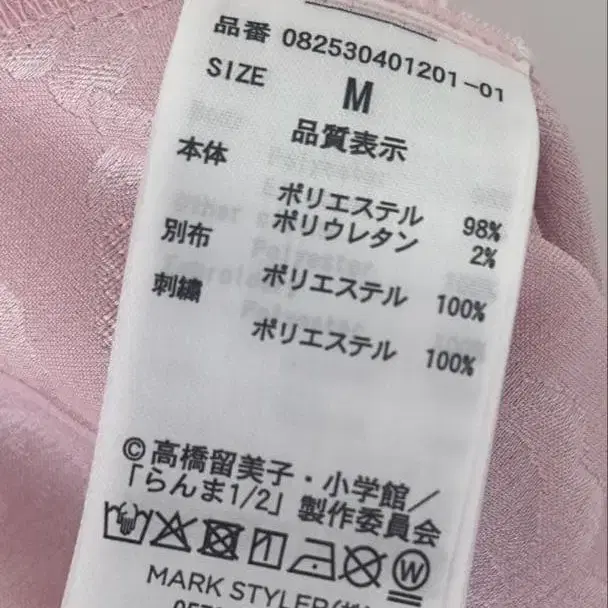 品番 082530401201-01
SIZE M
品質表示
本体
ポリエステル 98%
ポリウレタン 2%
別布
ポリエステル 100%
刺繍
ポリエステル 100%
©高橋留美子・小学館／
「らんま1/2」製作委員会
W
MARK STYLER